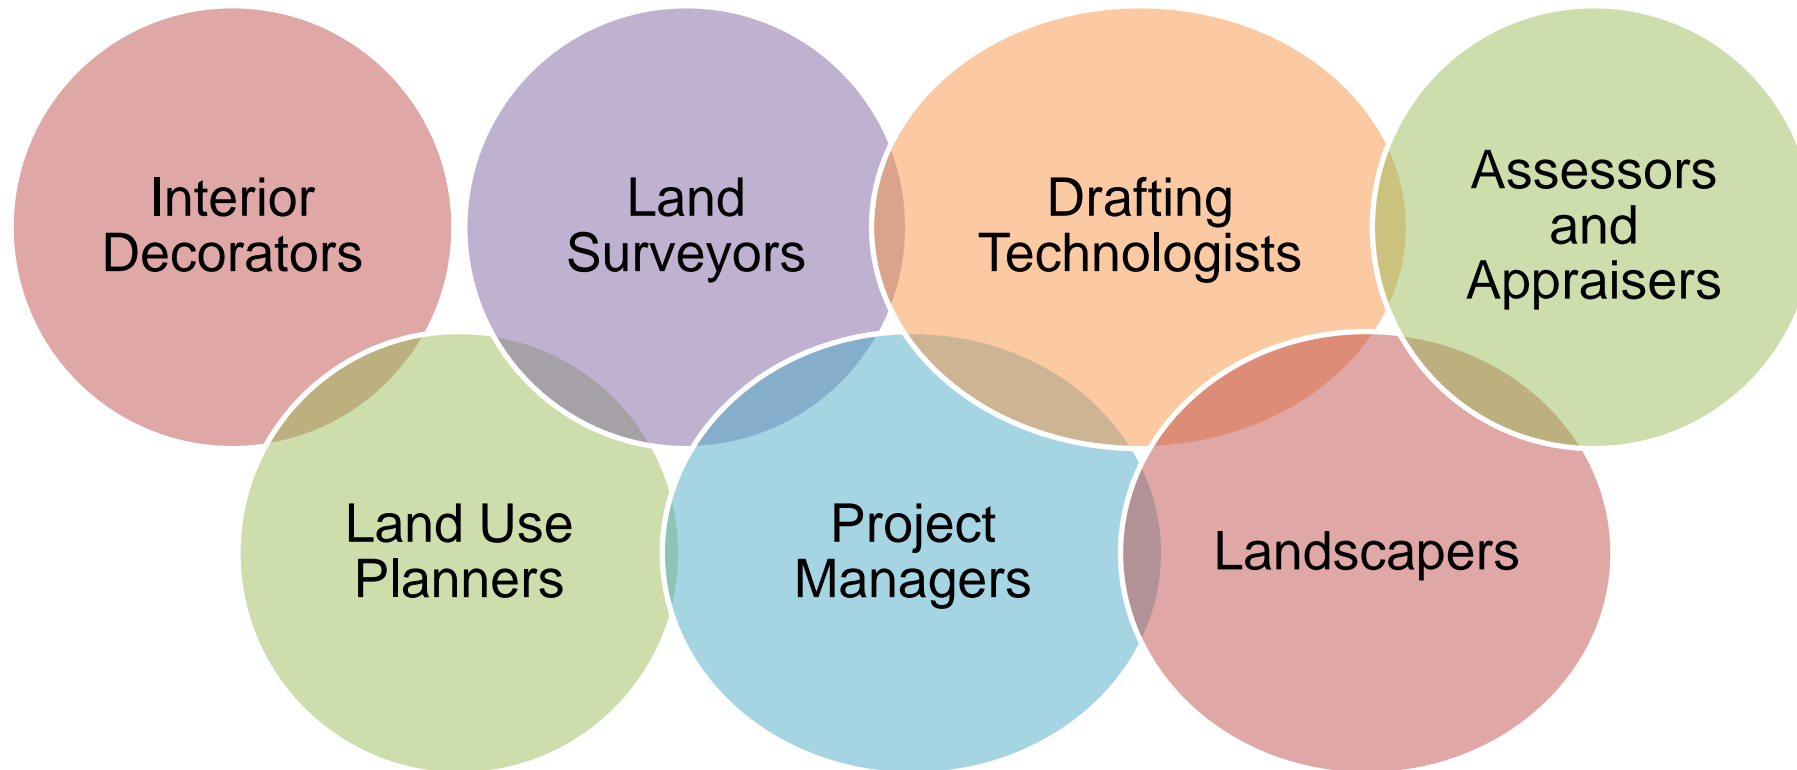 Interior
Decorators
Land
Surveyors
Drafting
Technologists
Assessors
and
Appraisers
Land Use
Planners
Project
Managers
Landscapers